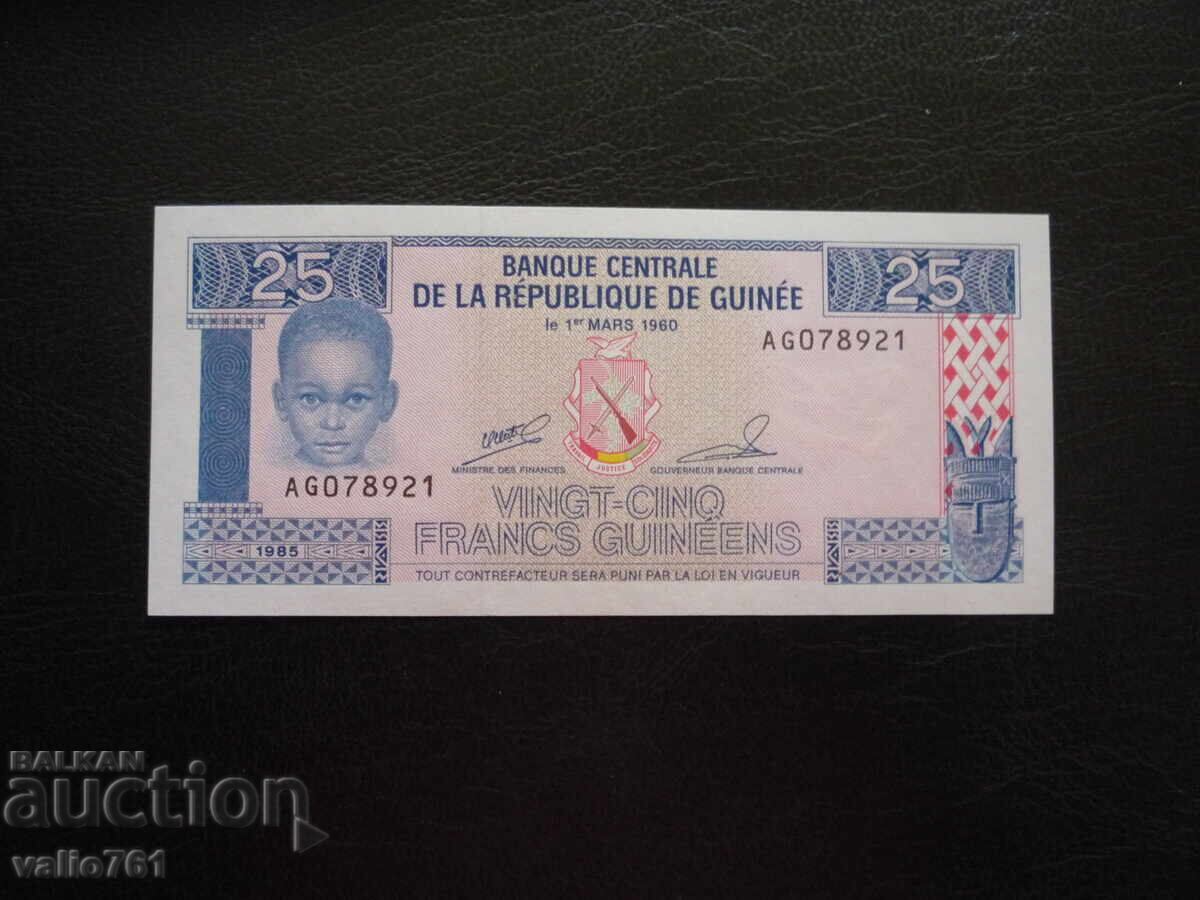 25
25
BANQUE CENTRALE
DE LA RÉPUBLIQUE DE GUINÉE
le 1er MARS 1960
AG078921
JUSTICE
MINISTRE DES FINANCES
GOUVERNEUR BANQUE CENTRALE
AG078921
VINGT-CINQ
FRANCS GUINÉENS
1985
TOUT CONTREFACTEUR SERA PUNI PAR LA LOI EN VIGUEUR
BALKAN
auction
valio761